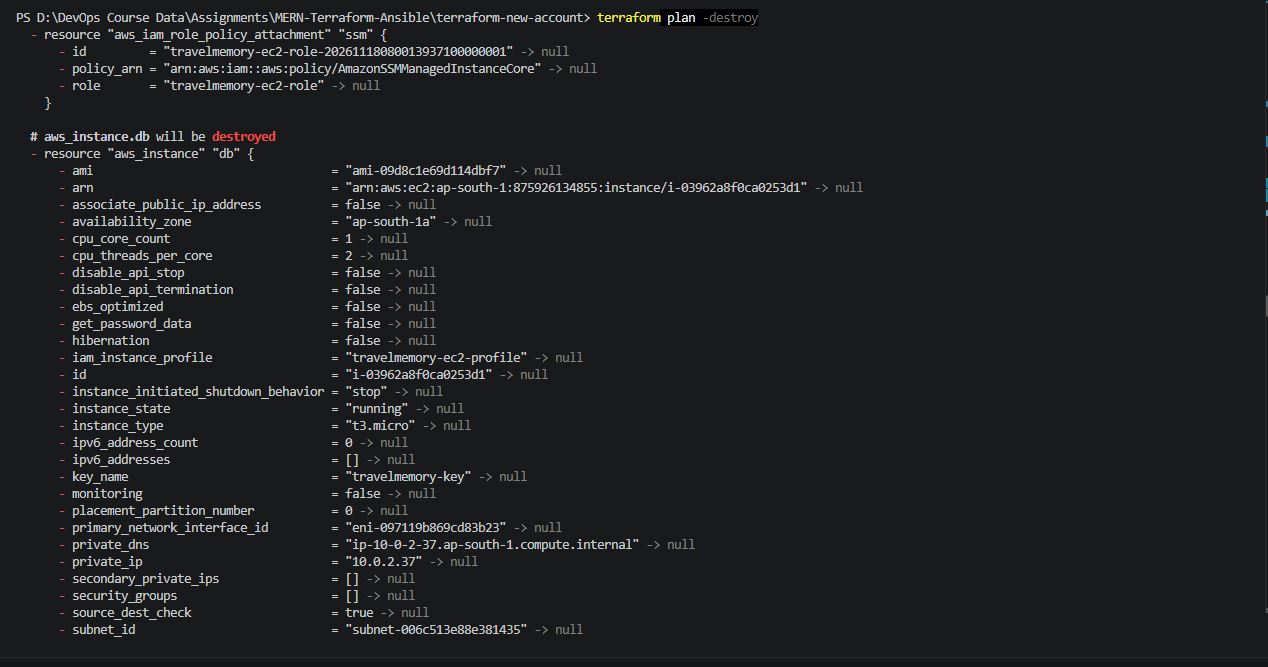 PS D:\DevOps Course Data\Assignments\MERN-Terraform-Ansible\terraform-new-account> terraform plan -destroy
- resource "aws_iam_role_policy_attachment" "ssm" {
- id = "travelmemory-ec2-role-20261118080013937100000001" -> null
- policy_arn = "arn:aws:iam::aws:policy/AmazonSSMManagedInstanceCore" -> null
- role = "travelmemory-ec2-role" -> null
}
# aws_instance.db will be destroyed
- resource "aws_instance" "db" {
- ami = "ami-09d8c1e69d114dbf7" -> null
- arn = "arn:aws:ec2:ap-south-1:875926134855:instance/i-03962a8f0ca0253d1" -> null
- associate_public_ip_address = false -> null
- availability_zone = "ap-south-1a" -> null
- cpu_core_count = 1 -> null
- cpu_threads_per_core = 2 -> null
- disable_api_stop = false -> null
- disable_api_termination = false -> null
- ebs_optimized = false -> null
- get_password_data = false -> null
- hibernation = false -> null
- iam_instance_profile = "travelmemory-ec2-profile" -> null
- id = "i-03962a8f0ca0253d1" -> null
- instance_initiated_shutdown_behavior = "stop" -> null
- instance_state = "running" -> null
- instance_type = "t3.micro" -> null
- ipv6_address_count = 0 -> null
- ipv6_addresses = [] -> null
- key_name = "travelmemory-key" -> null
- monitoring = false -> null
- placement_partition_number = 0 -> null
- primary_network_interface_id = "eni-097119b869cd83b23" -> null
- private_dns = "ip-10-0-2-37.ap-south-1.compute.internal" -> null
- private_ip = "10.0.2.37" -> null
- secondary_private_ips = [] -> null
- security_groups = [] -> null
- source_dest_check = true -> null
- subnet_id = "subnet-006c513e88e381435" -> null